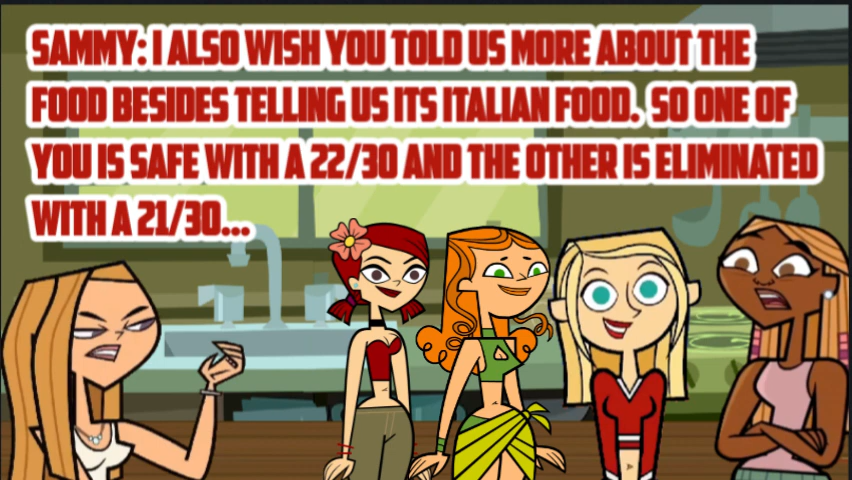 SAMMY: I ALSO WISH YOU TOLD US MORE ABOUT THE
FOOD BESIDES TELLING US ITS ITALIAN FOOD. SO ONE OF
YOU IS SAFE WITH A 22/30 AND THE OTHER IS ELIMINATED
WITH A 21/30...